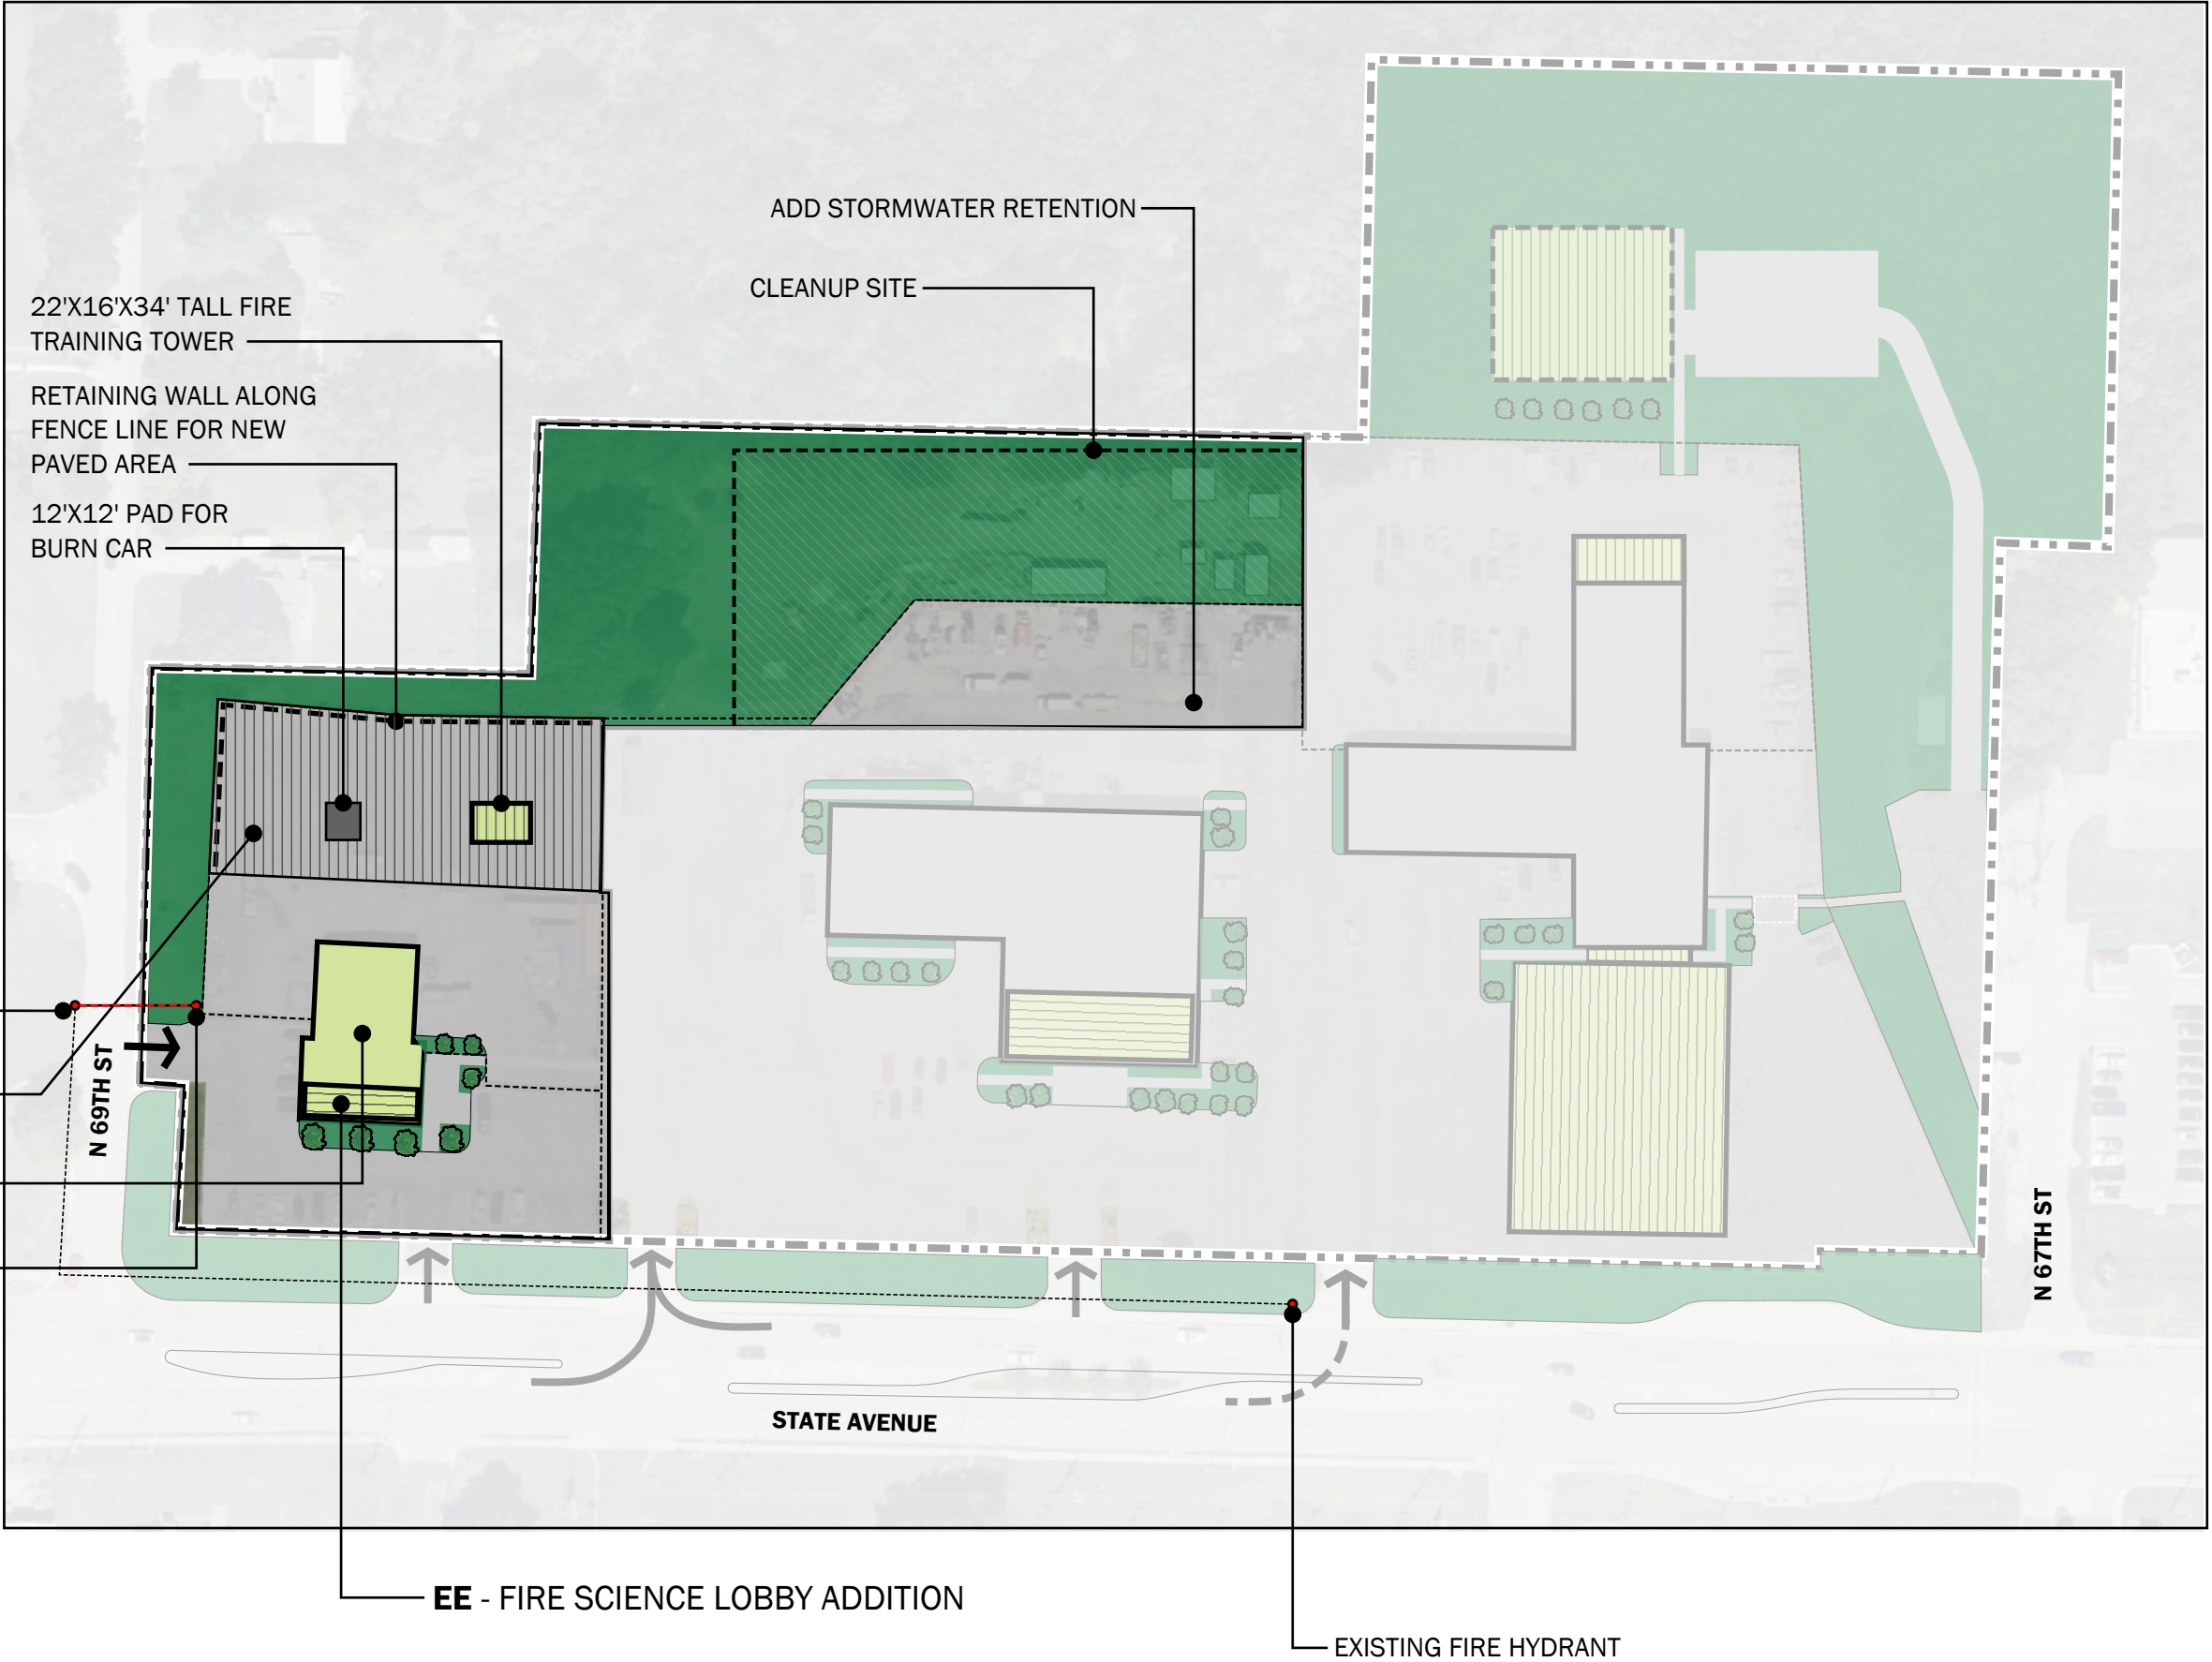 ADD STORMWATER RETENTION
CLEANUP SITE
22'X16'X34' TALL FIRE
TRAINING TOWER
RETAINING WALL ALONG
FENCE LINE FOR NEW
PAVED AREA
12'X12' PAD FOR
BURN CAR
N 69TH ST
N 67TH ST
STATE AVENUE
EE - FIRE SCIENCE LOBBY ADDITION
EXISTING FIRE HYDRANT